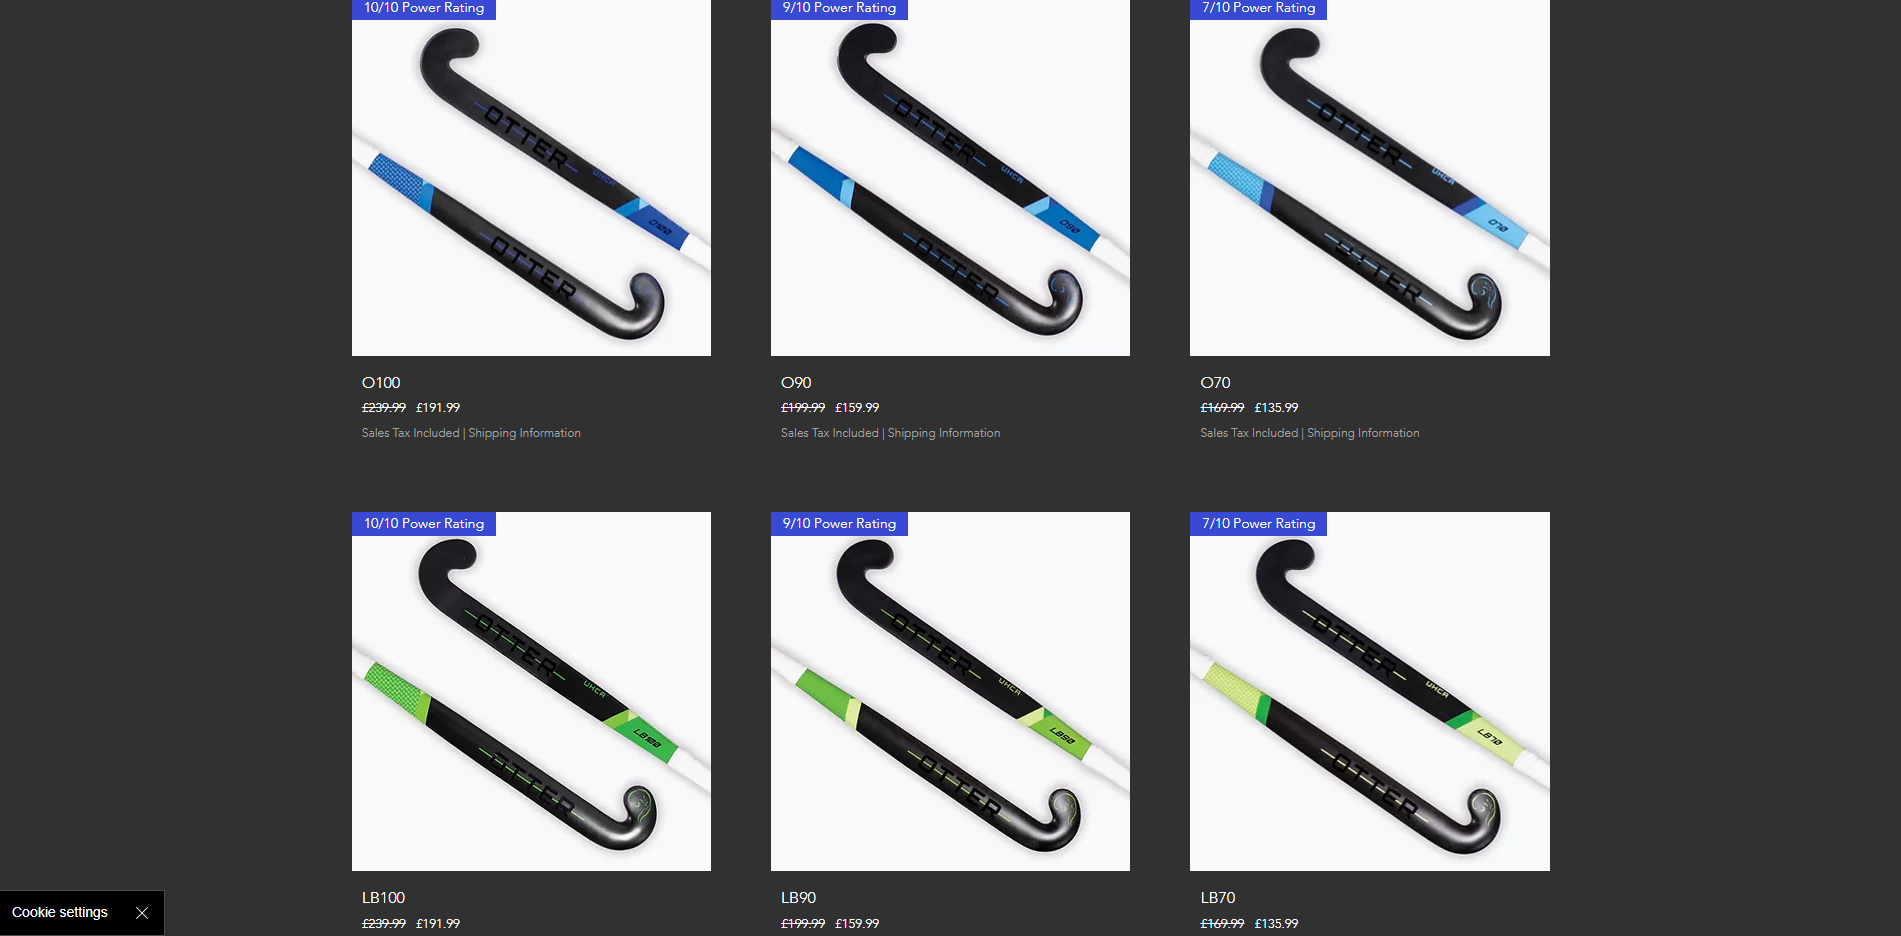 10/10 Power Rating
9/10 Power Rating
7/10 Power Rating
OTTER
UHCA
O100
OTTER
OTTER
UHCA
O90
OTTER
OTTER
UHCA
O70
OTTER
O100
£239.99 £191.99
Sales Tax Included | Shipping Information
O90
£199.99 £159.99
Sales Tax Included | Shipping Information
O70
£169.99 £135.99
Sales Tax Included | Shipping Information
10/10 Power Rating
9/10 Power Rating
7/10 Power Rating
OTTER
UHCA
LB100
OTTER
OTTER
UHCA
LB90
OTTER
OTTER
UHCA
LB70
OTTER
LB100
£239.99 £191.99
LB90
£199.99 £159.99
LB70
£169.99 £135.99
Cookie settings